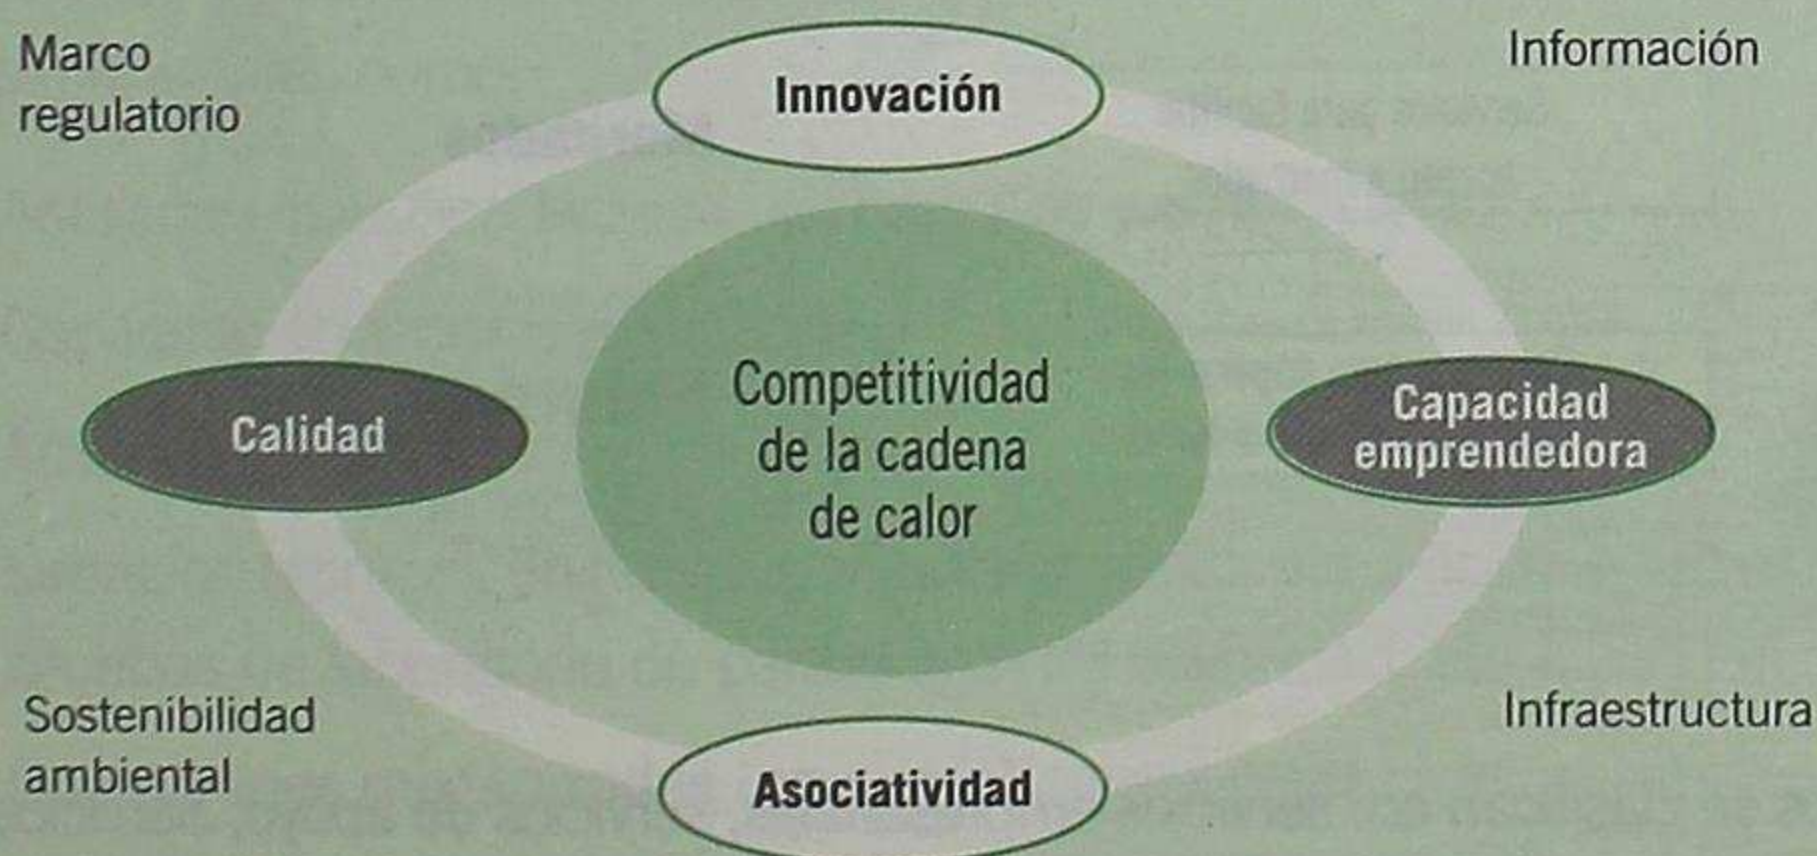 Marco
regulatorio
Innovación
Información
Calidad
Competitividad
de la cadena
de calor
Capacidad
emprendedora
Sostenibilidad
ambiental
Asociatividad
Infraestructura